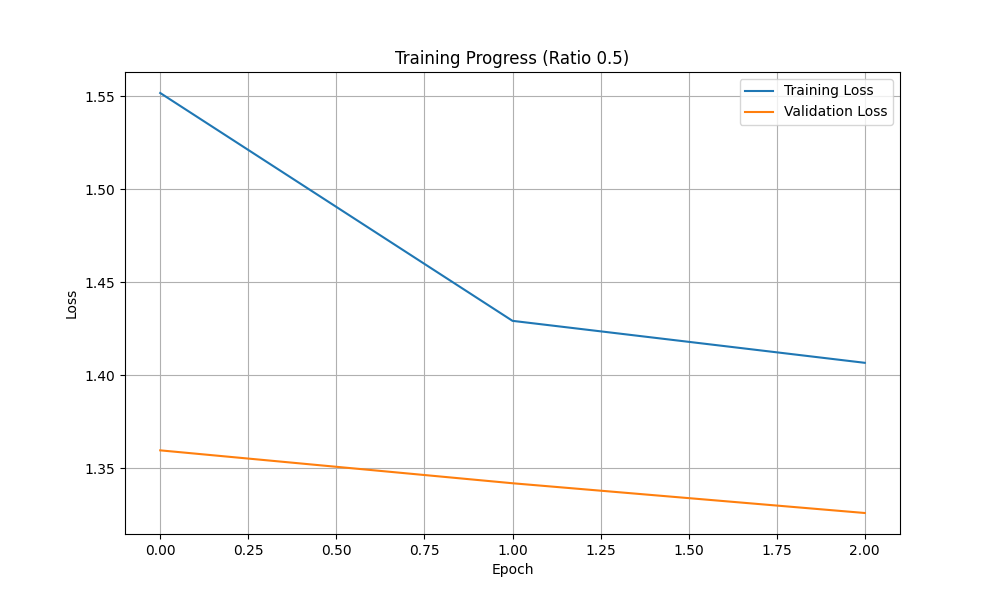 Training Progress (Ratio 0.5)
Training Loss
Validation Loss
1.55
1.50
1.45
1.40
1.35
Loss
0.00 0.25 0.50 0.75 1.00 1.25 1.50 1.75 2.00
Epoch